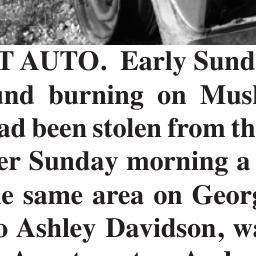 T AUTO. Early Sund
und burning on Mus
ad been stolen from th
er Sunday morning a
e same area on Georg
o Ashley Davidson, wa